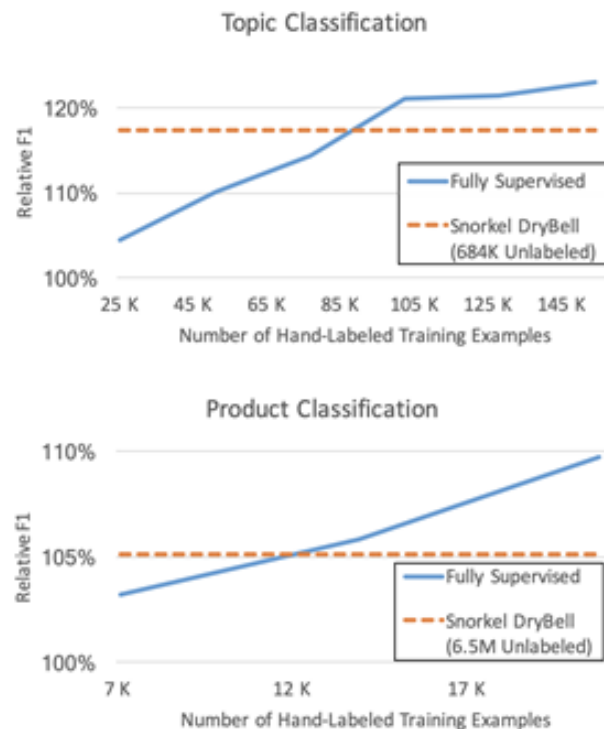 Topic Classification
120%
110%
100%
Relative F1
Fully Supervised
Snorkel DryBell
(684K Unlabeled)
25 K 45 K 65 K 85 K 105 K 125 K 145 K
Number of Hand-Labeled Training Examples
Product Classification
110%
105%
100%
Relative F1
Fully Supervised
Snorkel DryBell
(6.5M Unlabeled)
7 K 12 K 17 K
Number of Hand-Labeled Training Examples